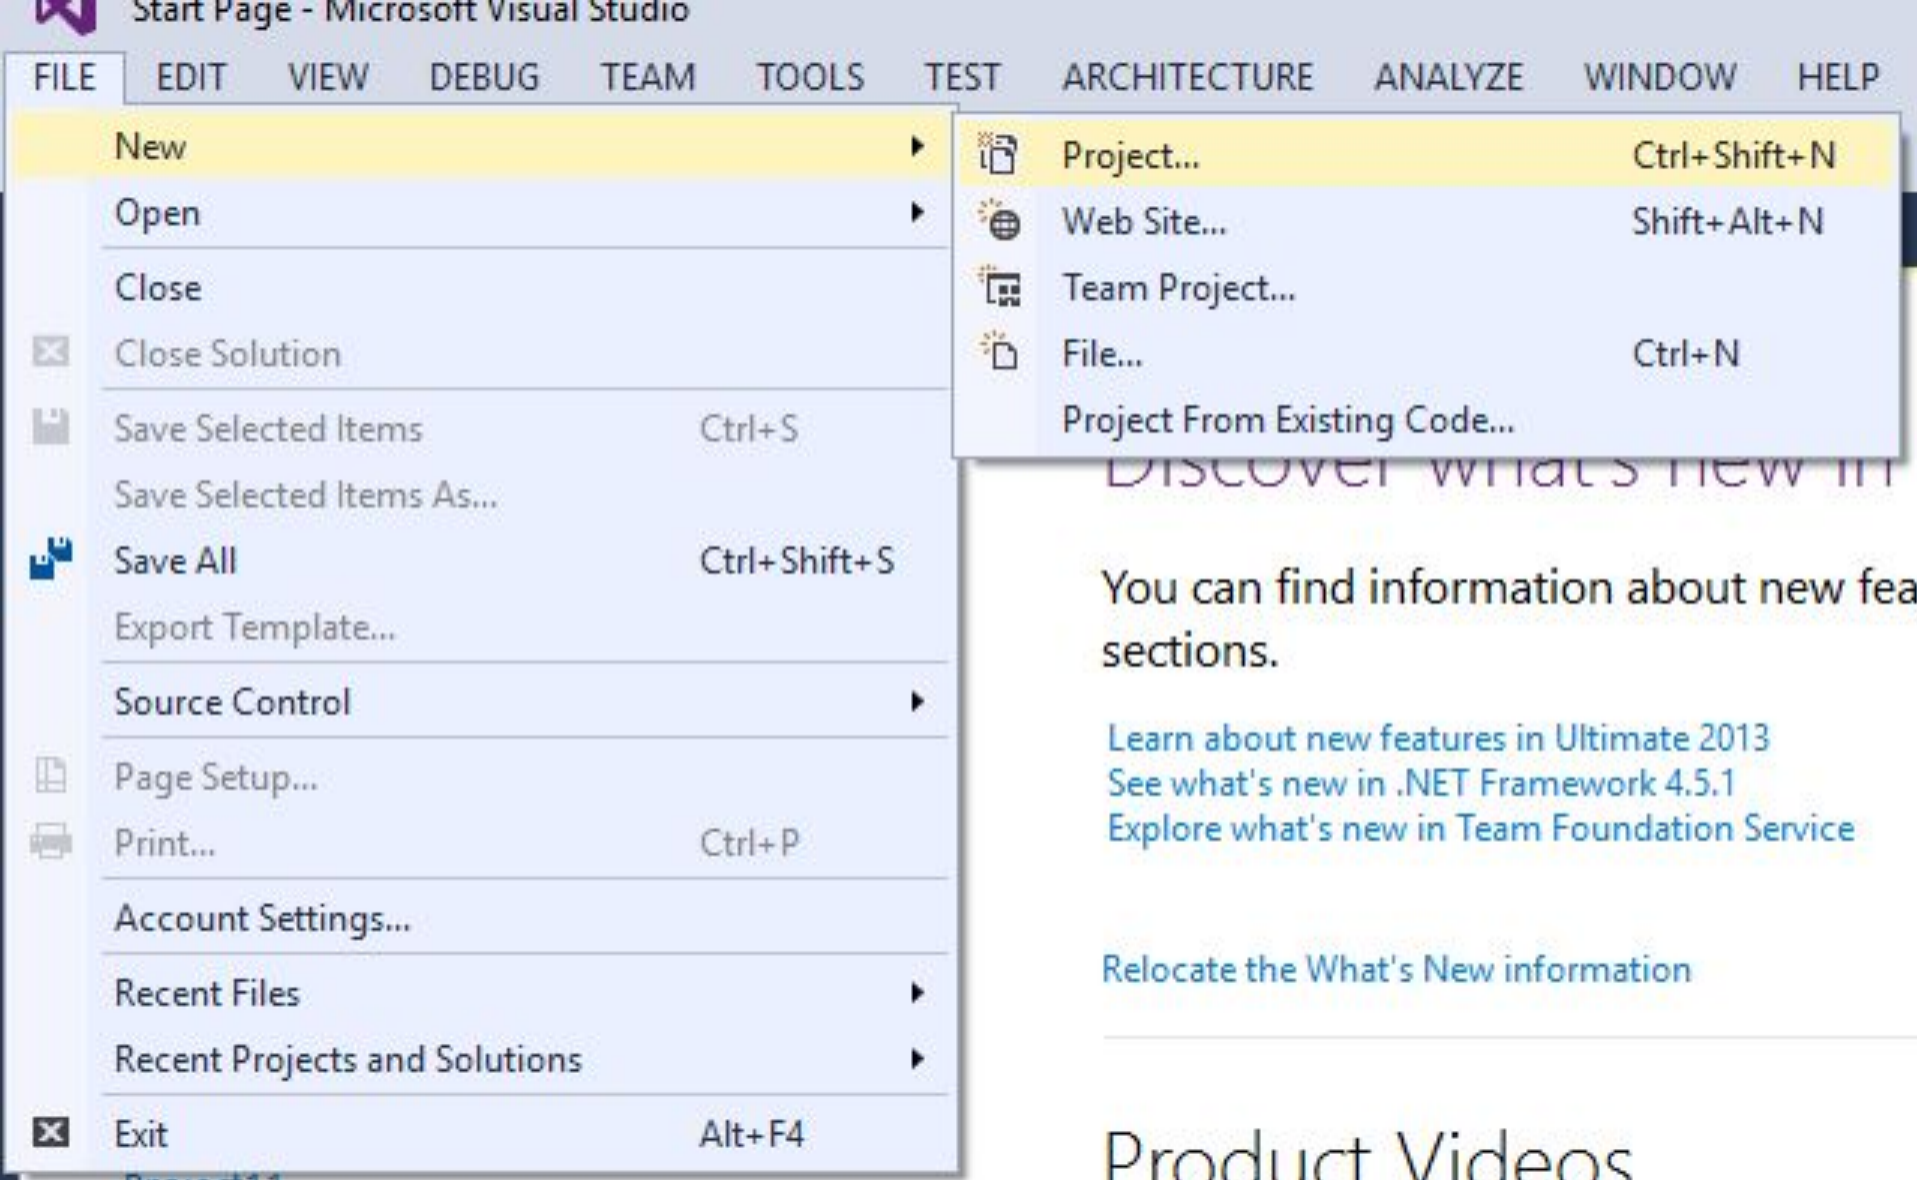 Start Page - Microsoft Visual Studio
FILE EDIT VIEW DEBUG TEAM TOOLS TEST ARCHITECTURE ANALYZE WINDOW HELP
New
Open
Close
Close Solution
Save Selected Items Ctrl+S
Save Selected Items As...
Save All Ctrl+Shift+S
Export Template...
Source Control
Page Setup...
Print... Ctrl+P
Account Settings...
Recent Files
Recent Projects and Solutions
Exit Alt+F4
Project... Ctrl+Shift+N
Web Site... Shift+Alt+N
Team Project...
File... Ctrl+N
Project From Existing Code...
Discover what's new in
You can find information about new fea
sections.
Learn about new features in Ultimate 2013
See what's new in .NET Framework 4.5.1
Explore what's new in Team Foundation Service
Relocate the What's New information
Product Videos